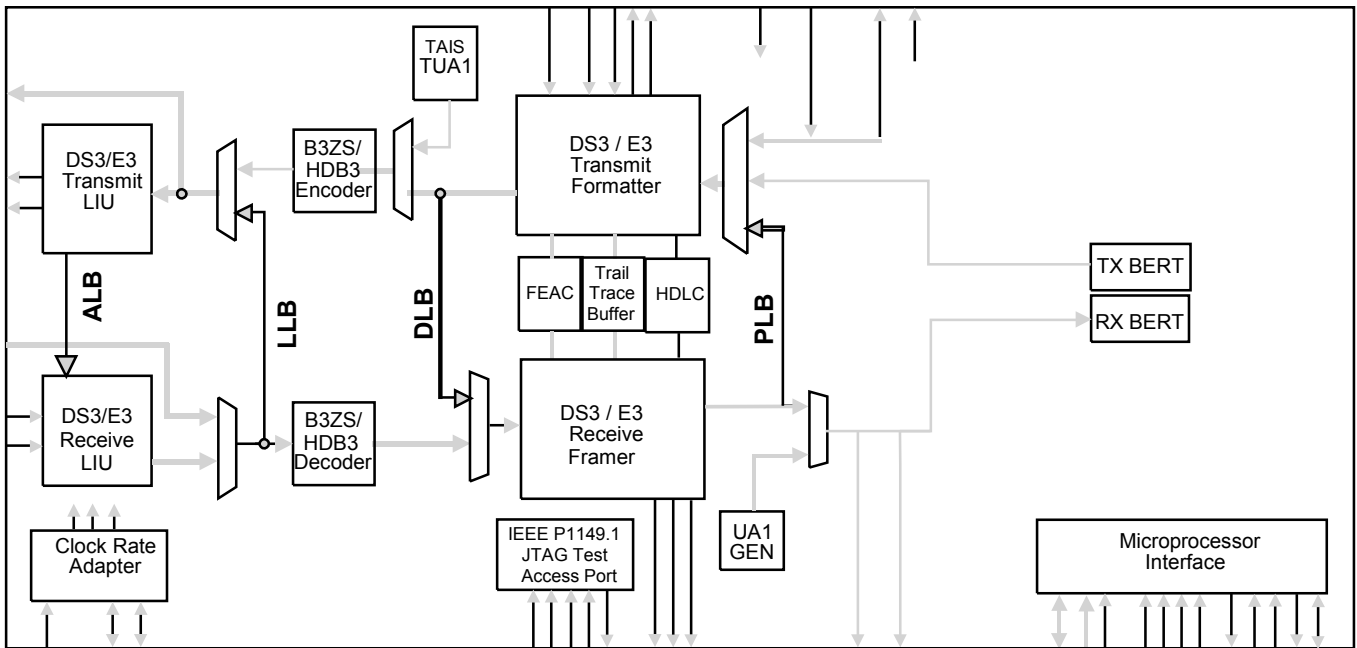 TAIS
TUA1
DS3/E3
Transmit
LIU
B3ZS/
HDB3
Encoder
DS3 / E3
Transmit
Formatter
ALB
LLB
DLB
FEAC
Trail
Trace
Buffer
HDLC
PLB
TX BERT
RX BERT
DS3/E3
Receive
LIU
B3ZS/
HDB3
Decoder
DS3 / E3
Receive
Framer
Clock Rate
Adapter
IEEE P1149.1
JTAG Test
Access Port
UA1
GEN
Microprocessor
Interface